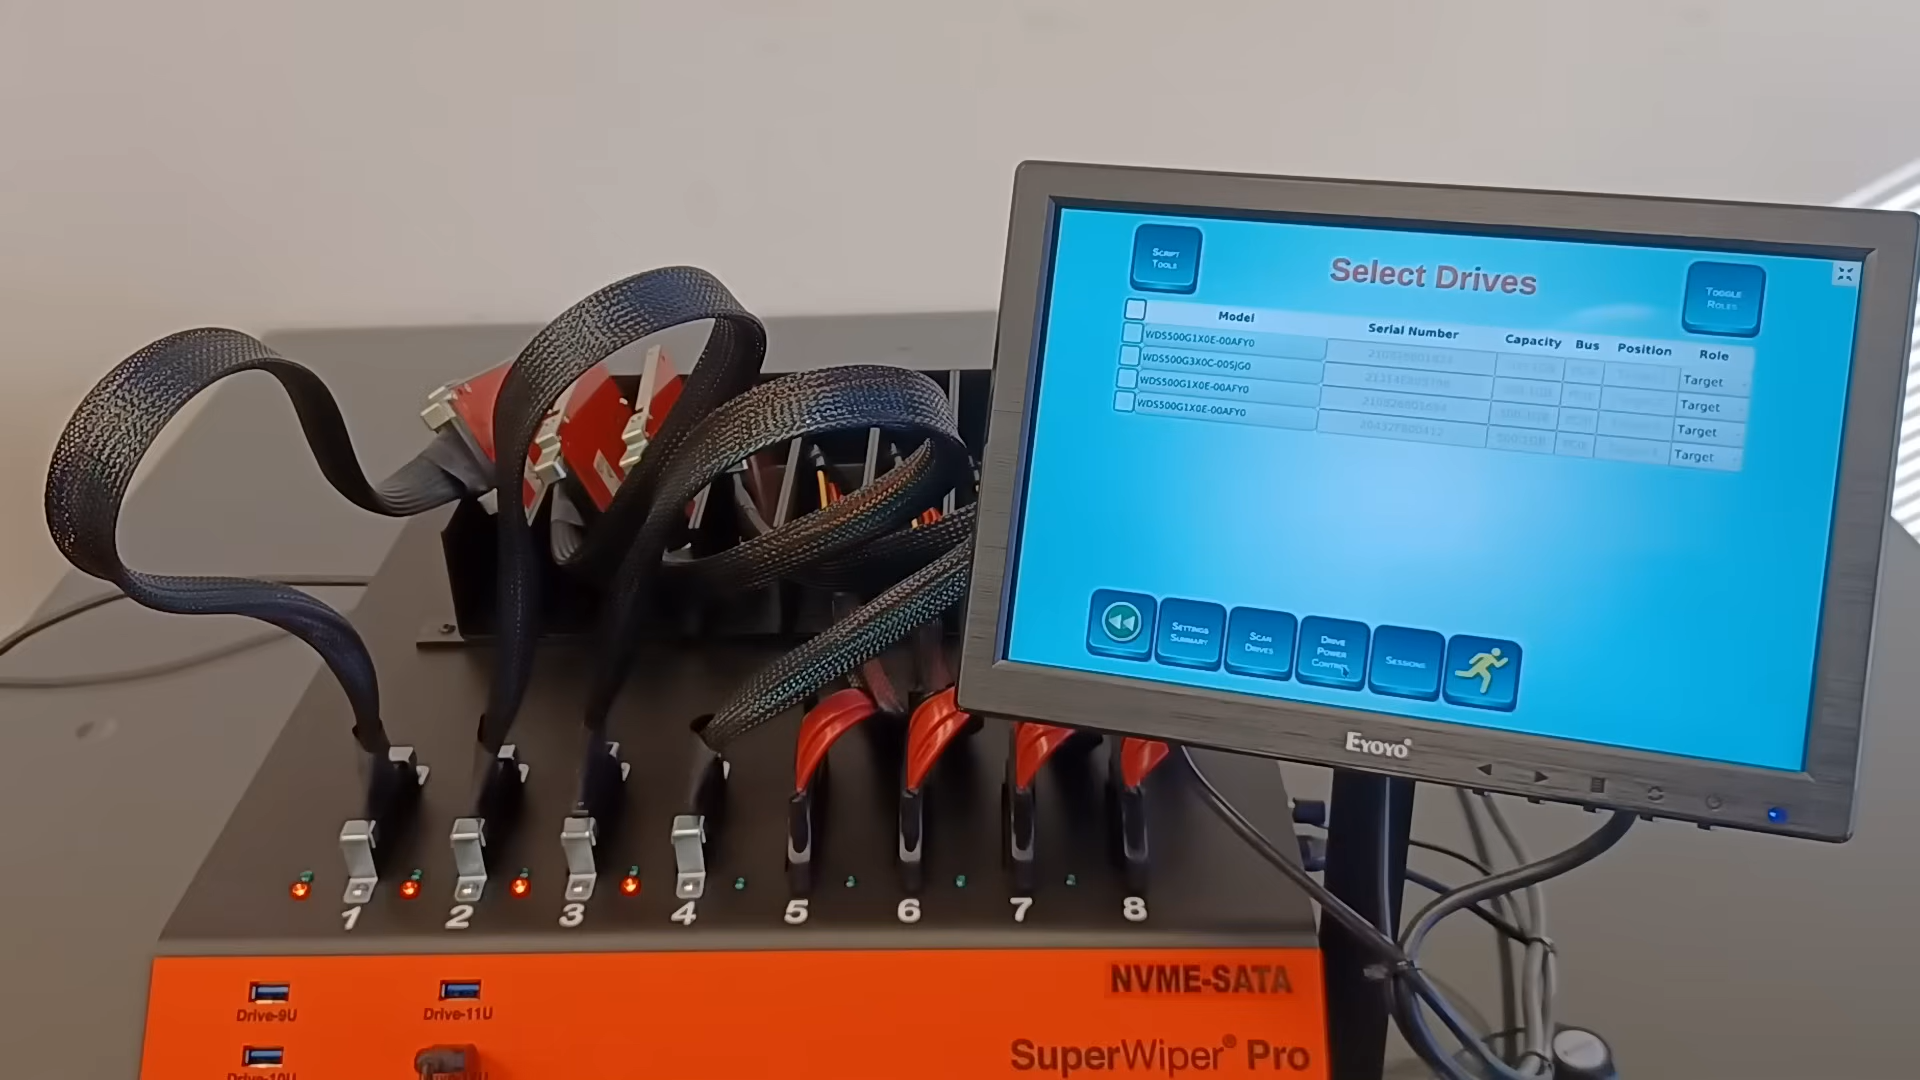 SCRIPT
TOOLS
Select Drives
TOGGLE
ROLES
Model Serial Number Capacity Bus Position Role
WDS500G1X0E-00AFY0 Target
WDS500G3X0C-00SJG0 Target
WDS500G1X0E-00AFY0 Target
WDS500G1X0E-00AFY0 Target
SETTINGS
SUMMARY
SCAN
DRIVES
DRIVE
POWER
CONTROL
SESSIONS
EYOYO
1 2 3 4 5 6 7 8
NVME-SATA
Drive-9U
Drive-11U
SuperWiper® Pro
Drive-10U